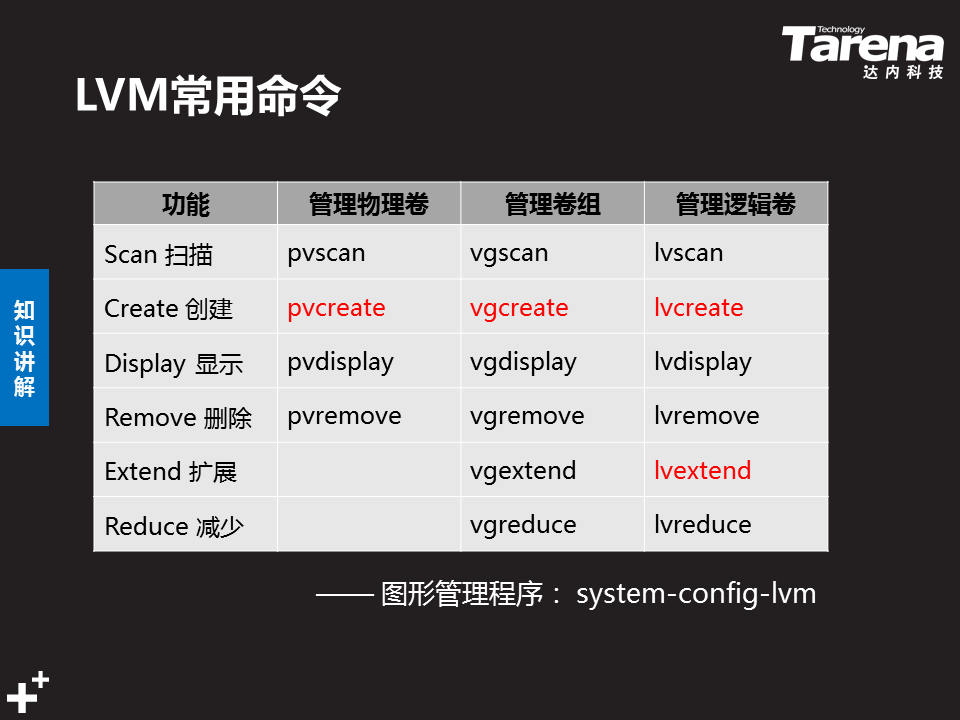 Technology
Tarena
达内科技
LVM常用命令
功能 管理物理卷 管理卷组 管理逻辑卷
Scan 扫描 pvscan vgscan lvscan
Create 创建 pvcreate vgcreate lvcreate
Display 显示 pvdisplay vgdisplay lvdisplay
Remove 删除 pvremove vgremove lvremove
Extend 扩展 vgextend lvextend
Reduce 减少 vgreduce lvreduce
知识讲解
—— 图形管理程序： system-config-lvm